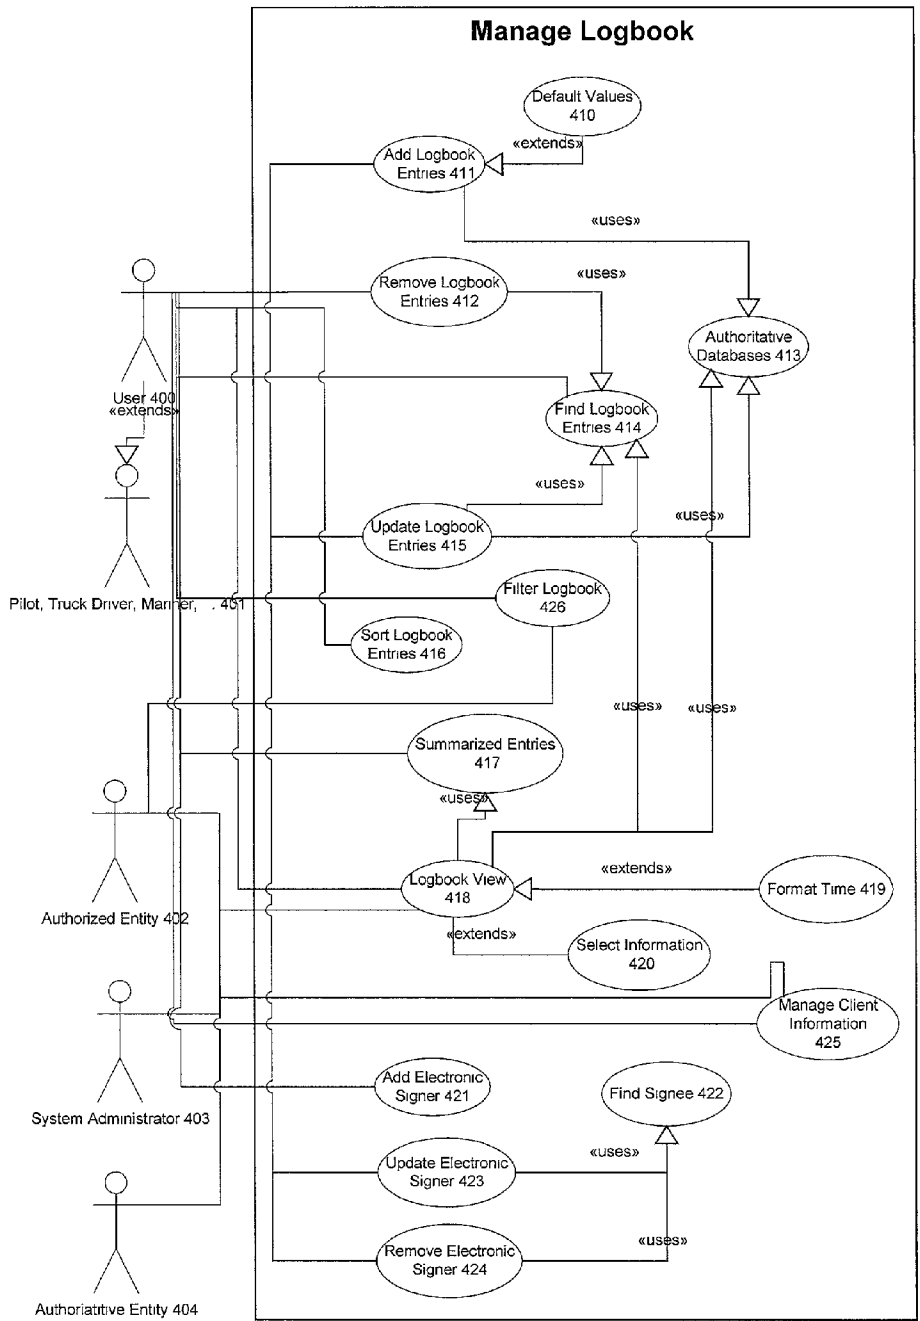 Manage Logbook
Default Values
410
«extends»
Add Logbook
Entries 411
«uses»
Remove Logbook
Entries 412
«uses»
Authoritative
Databases 413
User 400
«extends»
Find Logbook
Entries 414
«uses»
Update Logbook
Entries 415
«uses»
Pilot, Truck Driver, Mariner, . 401
Filter Logbook
426
Sort Logbook
Entries 416
«uses»
«uses»
Summarized Entries
417
«uses»
Logbook View
418
«extends»
Format Time 419
Authorized Entity 402
«extends»
Select Information
420
Manage Client
Information
425
System Administrator 403
Add Electronic
Signer 421
Find Signee 422
«uses»
Update Electronic
Signer 423
«uses»
Remove Electronic
Signer 424
Authoriatitive Entity 404